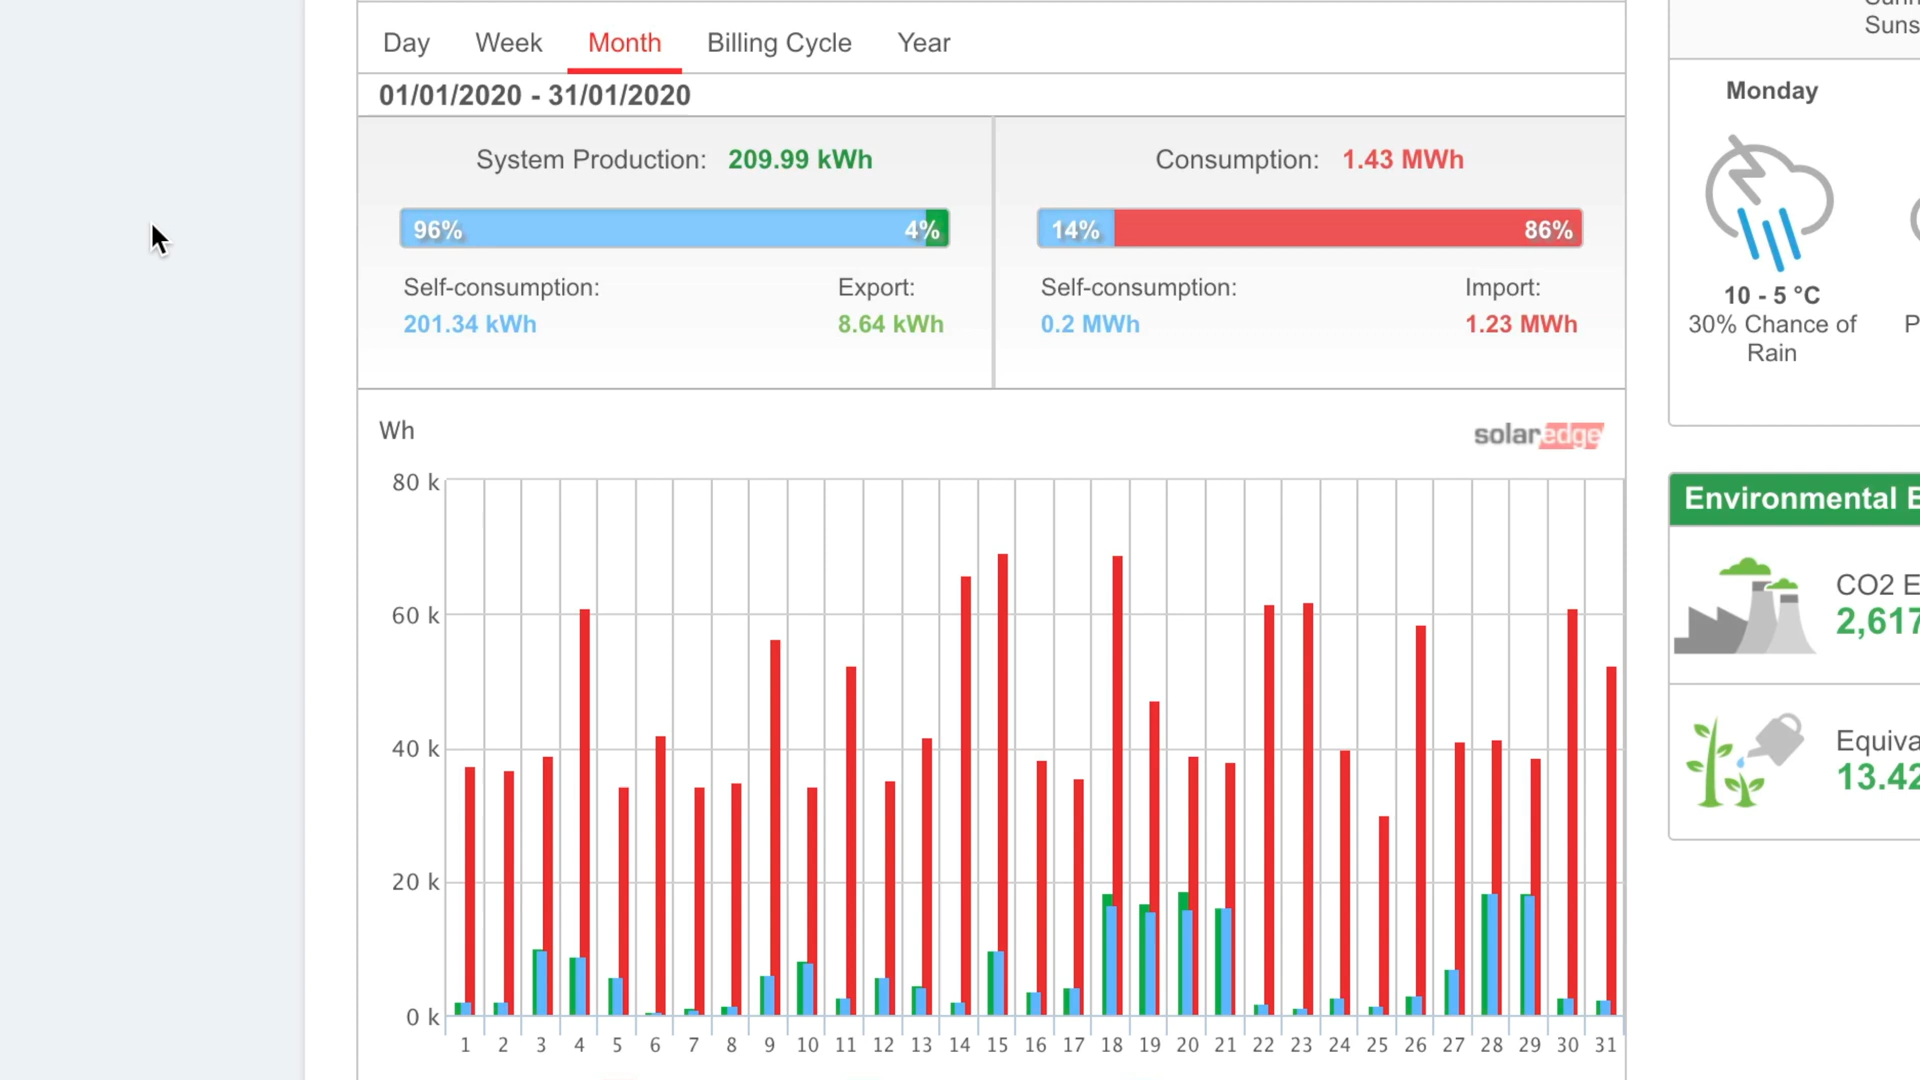 Day Week Month Billing Cycle Year
01/01/2020 - 31/01/2020
System Production: 209.99 kWh
96% 4%
Self-consumption: Export:
201.34 kWh 8.64 kWh
Consumption: 1.43 MWh
14% 86%
Self-consumption: Import:
0.2 MWh 1.23 MWh
Wh
solaredge
80 k
60 k
40 k
20 k
0 k
1 2 3 4 5 6 7 8 9 10 11 12 13 14 15 16 17 18 19 20 21 22 23 24 25 26 27 28 29 30 31
Suns
Monday
10 - 5 °C
30% Chance of
Rain
P
Environmental
CO2 E
2,617
Equiva
13.42